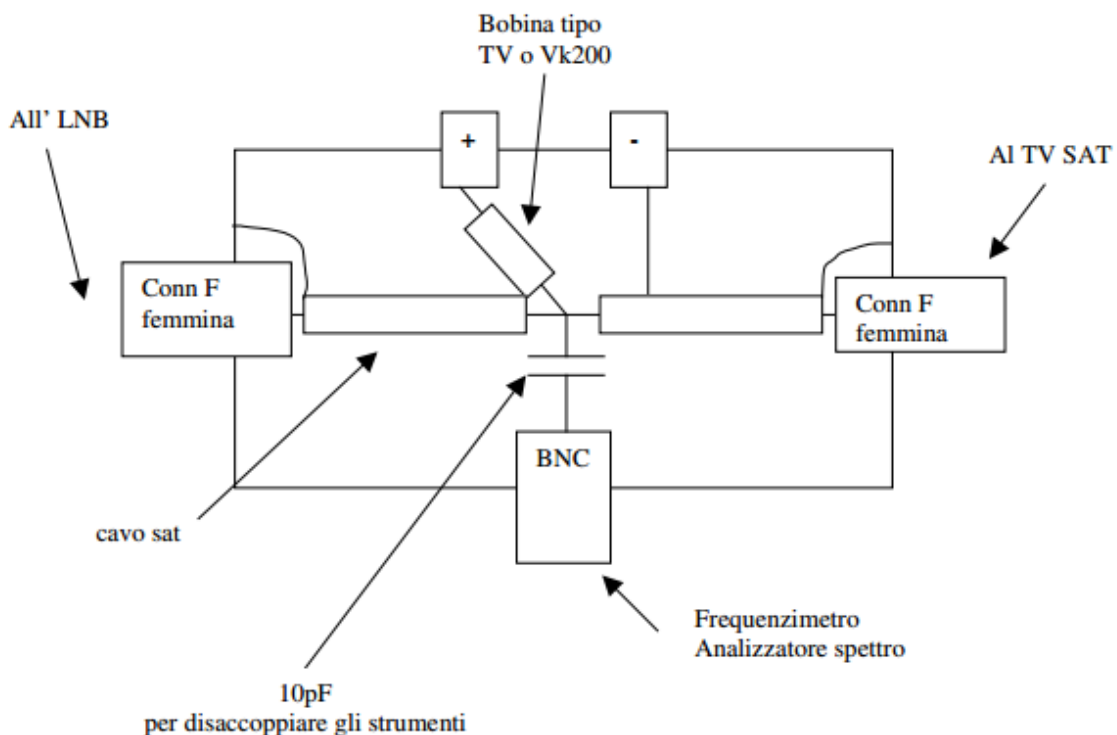 Bobina tipo
TV o Vk200
All' LNB
+
-
Al TV SAT
Conn F
femmina
Conn F
femmina
BNC
cavo sat
Frequenzimetro
Analizzatore spettro
10pF
per disaccoppiare gli strumenti